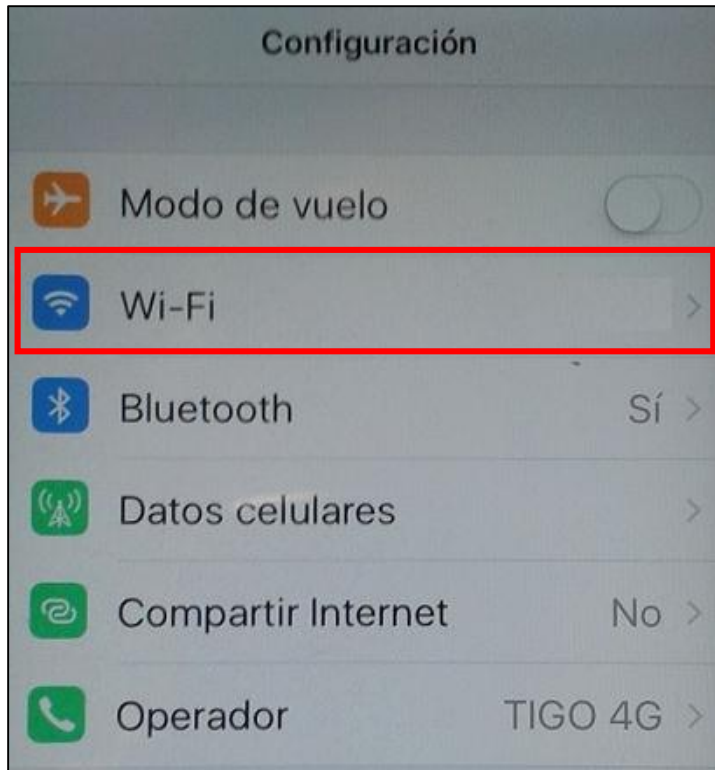 Configuración
Modo de vuelo
Wi-Fi
Bluetooth Sí
Datos celulares
Compartir Internet No
Operador TIGO 4G